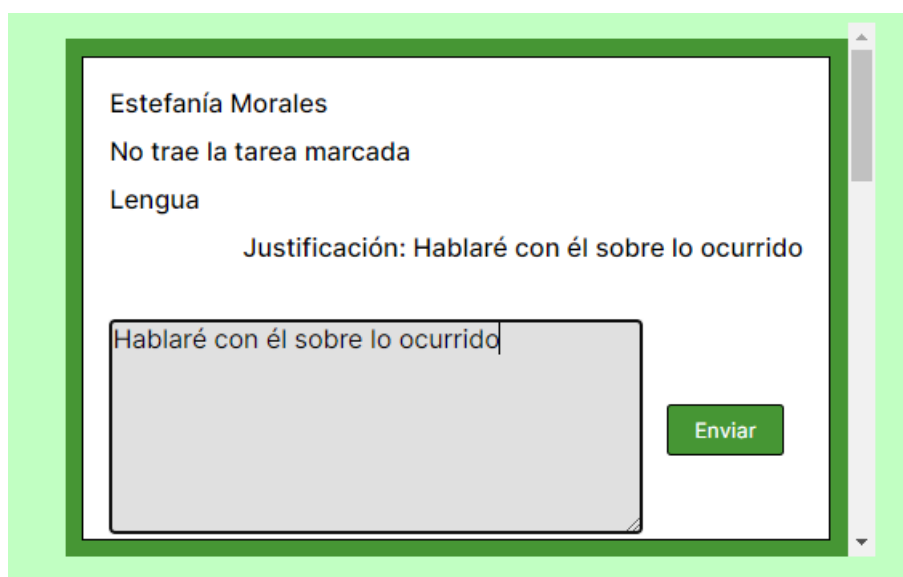 Estefanía Morales
No trae la tarea marcada
Lengua
Justificación: Hablaré con él sobre lo ocurrido
Hablaré con él sobre lo ocurrido
Enviar